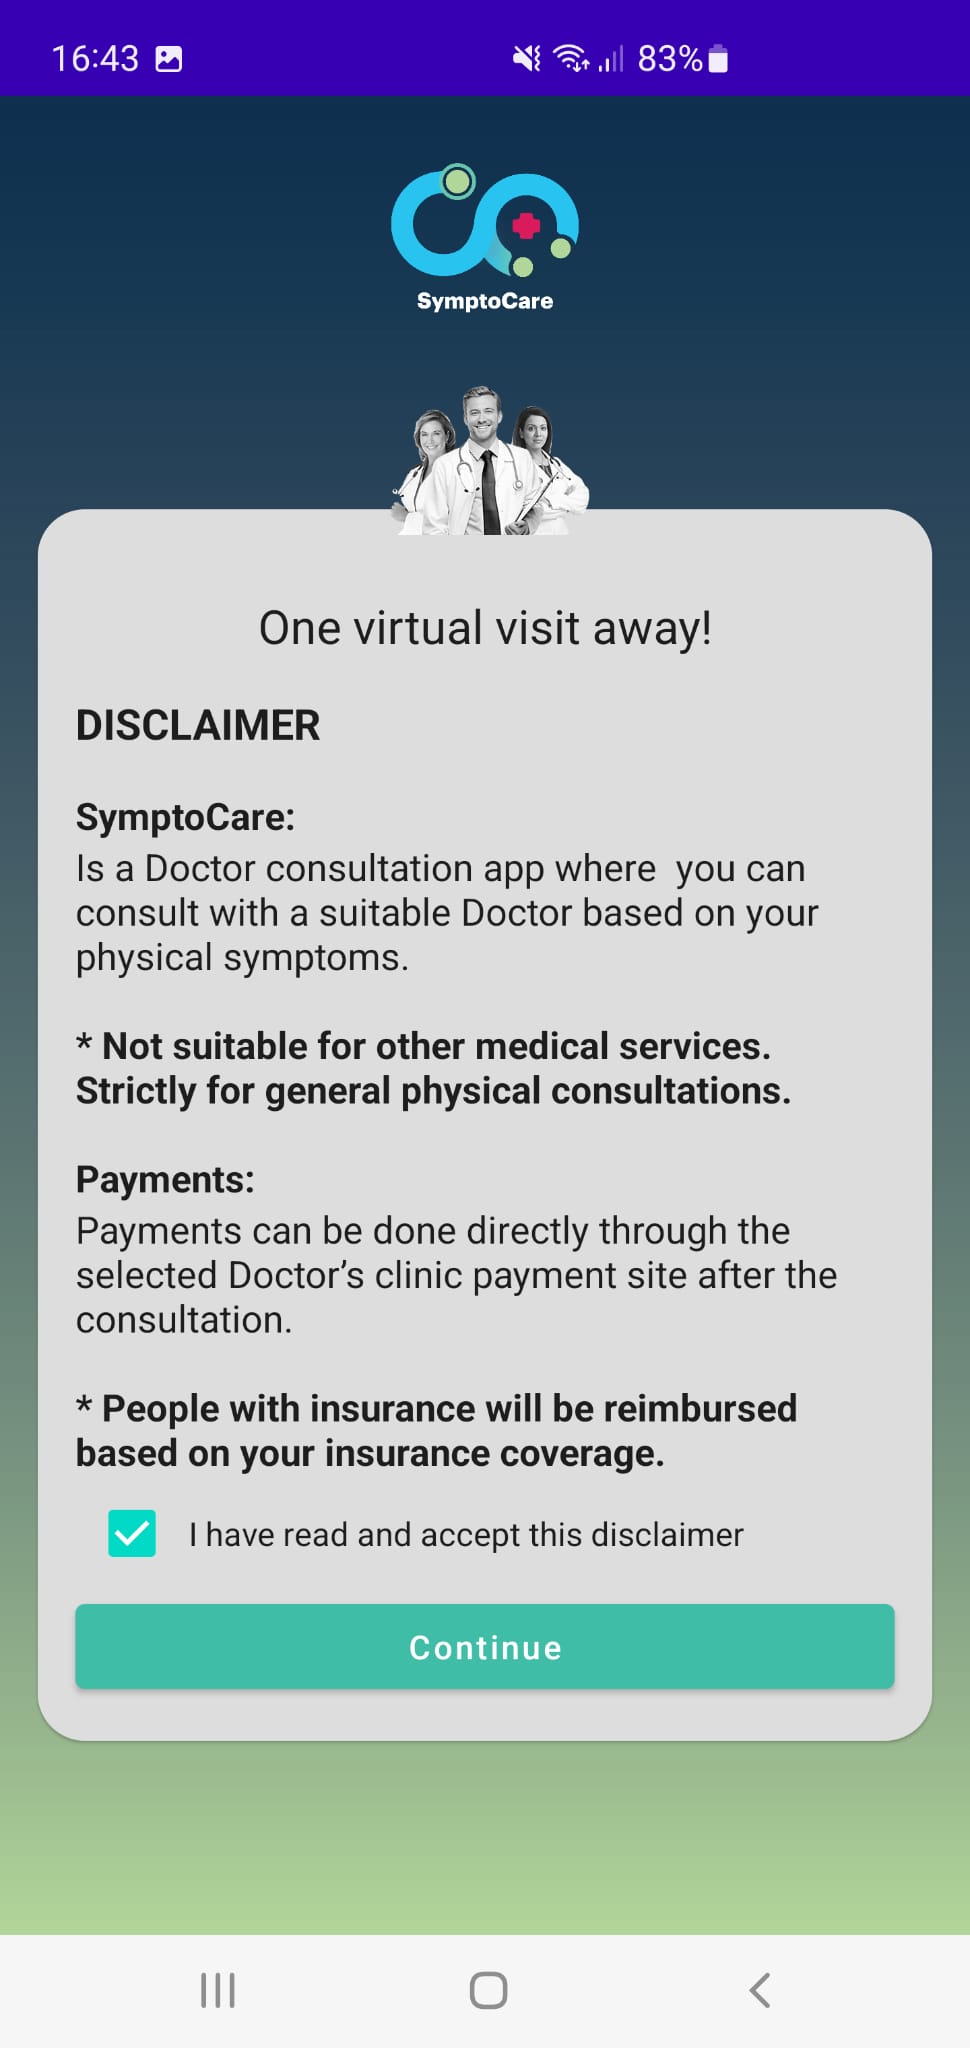 16:43 83%
SymptoCare
One virtual visit away!
DISCLAIMER
SymptoCare:
Is a Doctor consultation app where  you can
consult with a suitable Doctor based on your
physical symptoms.
* Not suitable for other medical services.
Strictly for general physical consultations.
Payments:
Payments can be done directly through the
selected Doctor’s clinic payment site after the
consultation.
* People with insurance will be reimbursed
based on your insurance coverage.
I have read and accept this disclaimer
Continue